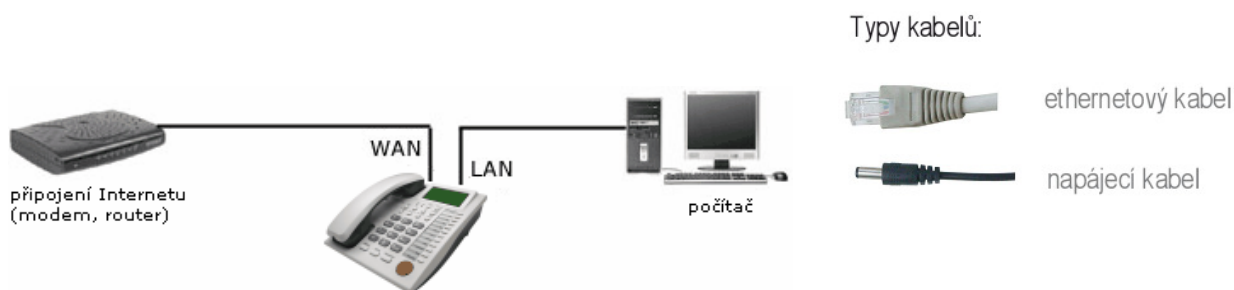 Typy kabelů:
ethernetový kabel
WAN
LAN
připojení Internetu
(modem, router)
počítač
napájecí kabel